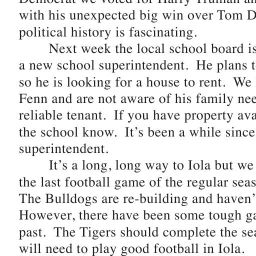 Democrat we voted for Harry Truman an
with his unexpected big win over Tom D
political history is fascinating.
Next week the local school board is
a new school superintendent. He plans t
so he is looking for a house to rent. We
Fenn and are not aware of his family nee
reliable tenant. If you have property ava
the school know. It's been a while since
superintendent.
It's a long, long way to Iola but we
the last football game of the regular seas
The Bulldogs are re-building and haven'
However, there have been some tough ga
past. The Tigers should complete the sea
will need to play good football in Iola.